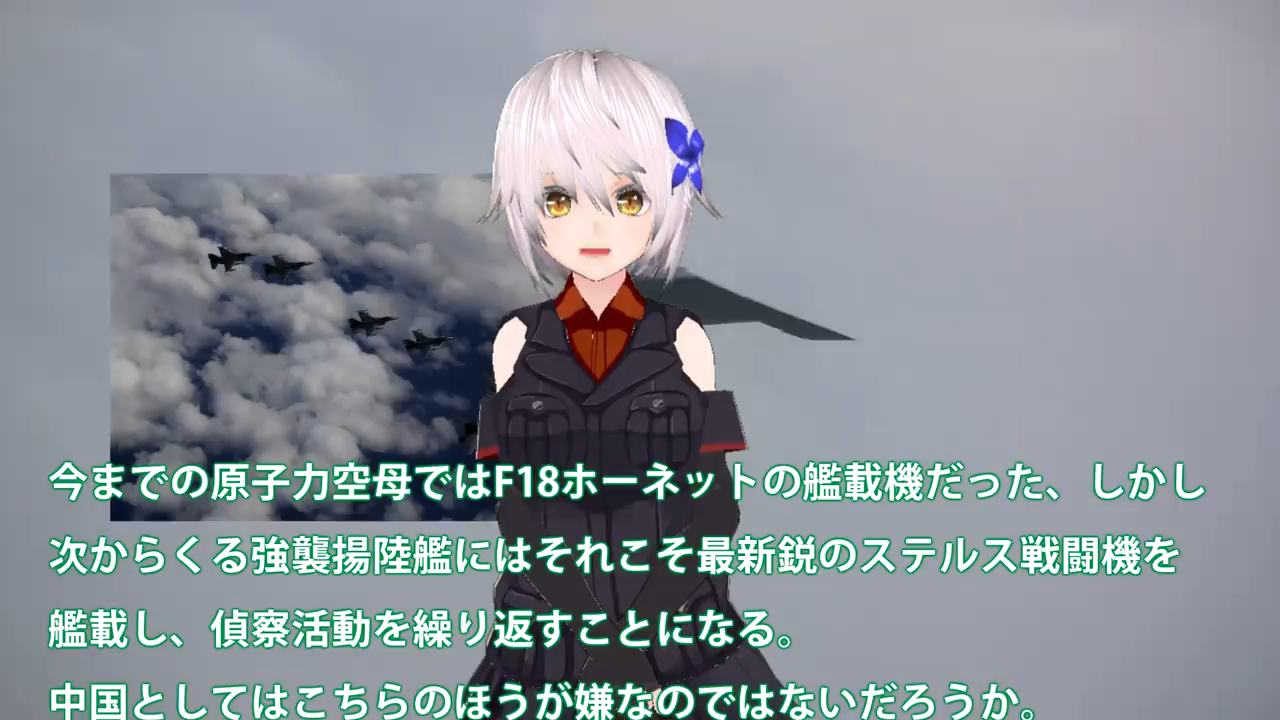 今までの原子力空母ではF18ホーネットの艦載機だった、しかし
次からくる強襲揚陸艦にはそれこそ最新鋭のステルス戦闘機を
艦載し、偵察活動を繰り返すことになる。
中国としてはこちらのほうが嫌なのではないだろうか。